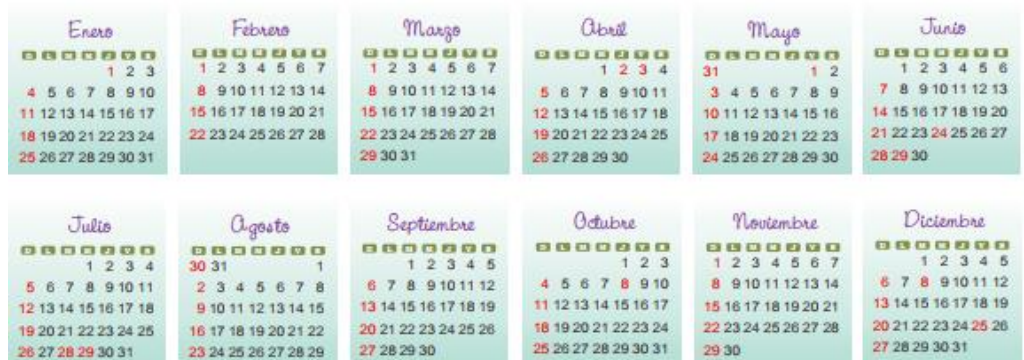 Enero
D L M M J V S
1 2 3
4 5 6 7 8 9 10
11 12 13 14 15 16 17
18 19 20 21 22 23 24
25 26 27 28 29 30 31
Febrero
D L M M J V S
1 2 3 4 5 6 7
8 9 10 11 12 13 14
15 16 17 18 19 20 21
22 23 24 25 26 27 28
Marzo
D L M M J V S
1 2 3 4 5 6 7
8 9 10 11 12 13 14
15 16 17 18 19 20 21
22 23 24 25 26 27 28
29 30 31
Abril
D L M M J V S
1 2 3 4
5 6 7 8 9 10 11
12 13 14 15 16 17 18
19 20 21 22 23 24 25
26 27 28 29 30
Mayo
D L M M J V S
31 1 2
3 4 5 6 7 8 9
10 11 12 13 14 15 16
17 18 19 20 21 22 23
24 25 26 27 28 29 30
Junio
D L M M J V S
1 2 3 4 5 6
7 8 9 10 11 12 13
14 15 16 17 18 19 20
21 22 23 24 25 26 27
28 29 30
Julio
D L M M J V S
1 2 3 4
5 6 7 8 9 10 11
12 13 14 15 16 17 18
19 20 21 22 23 24 25
26 27 28 29 30 31
Agosto
D L M M J V S
30 31 1
2 3 4 5 6 7 8
9 10 11 12 13 14 15
16 17 18 19 20 21 22
23 24 25 26 27 28 29
Septiembre
D L M M J V S
1 2 3 4 5
6 7 8 9 10 11 12
13 14 15 16 17 18 19
20 21 22 23 24 25 26
27 28 29 30
Octubre
D L M M J V S
1 2 3
4 5 6 7 8 9 10
11 12 13 14 15 16 17
18 19 20 21 22 23 24
25 26 27 28 29 30 31
Noviembre
D L M M J V S
1 2 3 4 5 6 7
8 9 10 11 12 13 14
15 16 17 18 19 20 21
22 23 24 25 26 27 28
29 30
Diciembre
D L M M J V S
1 2 3 4 5
6 7 8 9 10 11 12
13 14 15 16 17 18 19
20 21 22 23 24 25 26
27 28 29 30 31